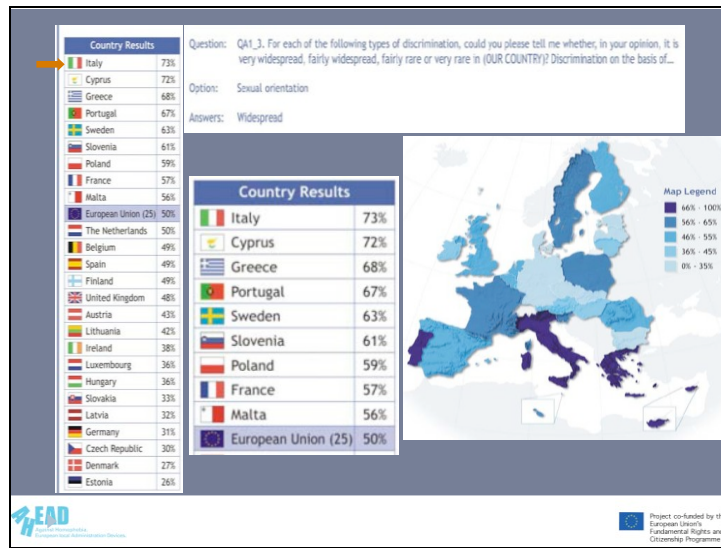 Country Results
Italy 73%
Cyprus 72%
Greece 68%
Portugal 67%
Sweden 63%
Slovenia 61%
Poland 59%
France 57%
Malta 56%
European Union (25) 50%
The Netherlands 50%
Belgium 49%
Spain 49%
Finland 49%
United Kingdom 48%
Austria 43%
Lithuania 42%
Ireland 38%
Luxembourg 36%
Hungary 36%
Slovakia 33%
Latvia 32%
Germany 31%
Czech Republic 30%
Denmark 27%
Estonia 26%
Question: QA1_3. For each of the following types of discrimination, could you please tell me whether, in your opinion, it is
very widespread, fairly widespread, fairly rare or very rare in (OUR COUNTRY)? Discrimination on the basis of...
Option: Sexual orientation
Answers: Widespread
Country Results
Italy 73%
Cyprus 72%
Greece 68%
Portugal 67%
Sweden 63%
Slovenia 61%
Poland 59%
France 57%
Malta 56%
European Union (25) 50%
Map Legend
66% - 100%
56% - 65%
46% - 55%
36% - 45%
0% - 35%
AHEAD
Against Homophobia.
European local Administration Devices.
Project co-funded by th
European Union's
Fundamental Rights and
Citizenship Programme